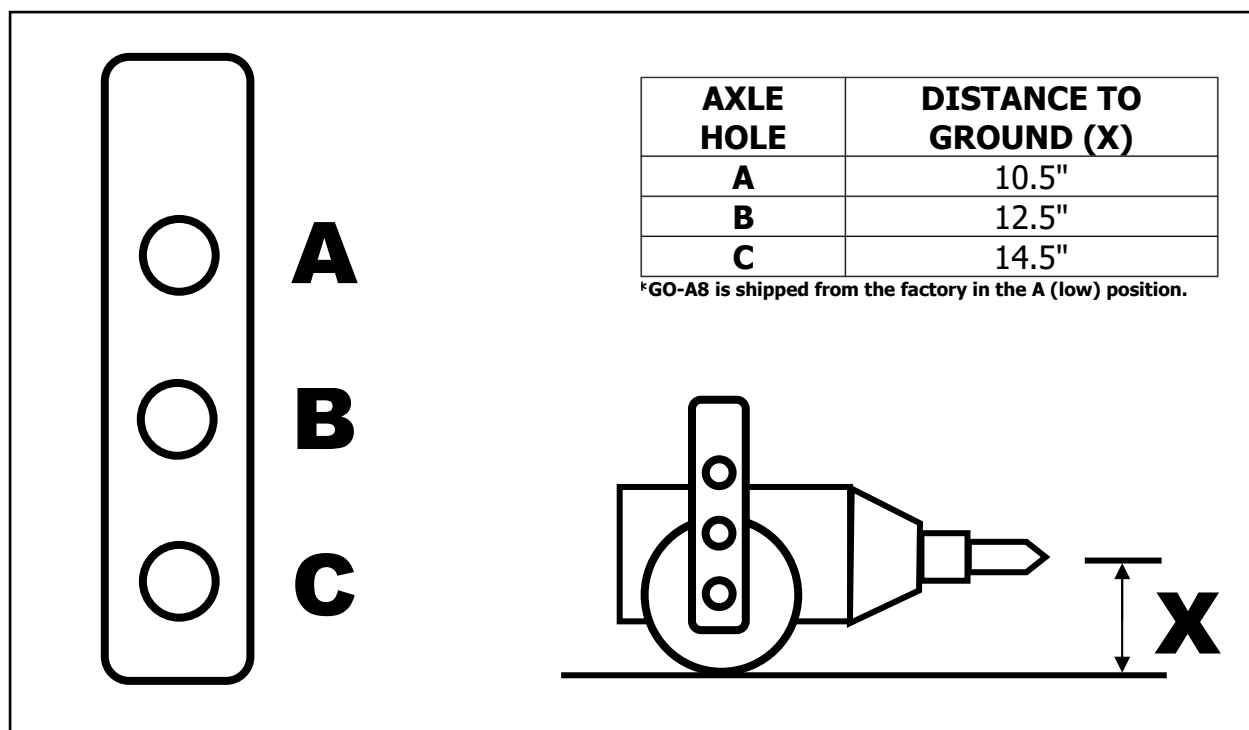 A
B
C
AXLE HOLE
DISTANCE TO GROUND (X)
A 10.5"
B 12.5"
C 14.5"
*GO-A8 is shipped from the factory in the A (low) position.
X